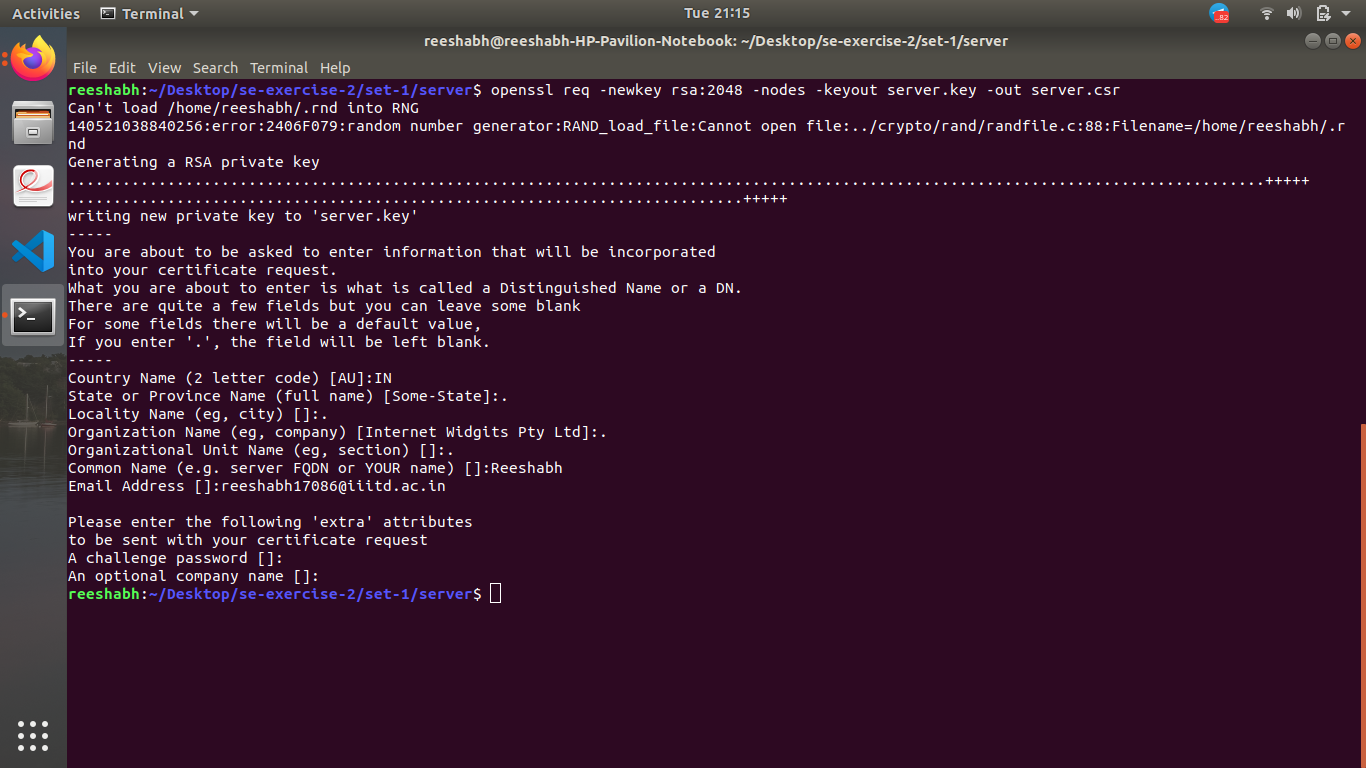 Activities Terminal Tue 21:15 82
reeshabh@reeshabh-HP-Pavilion-Notebook: ~/Desktop/se-exercise-2/set-1/server
File Edit View Search Terminal Help
reeshabh:~/Desktop/se-exercise-2/set-1/server$ openssl req -newkey rsa:2048 -nodes -keyout server.key -out server.csr
Can't load /home/reeshabh/.rnd into RNG
140521038840256:error:2406F079:random number generator:RAND_load_file:Cannot open file:../crypto/rand/randfile.c:88:Filename=/home/reeshabh/.r
nd
Generating a RSA private key
.....................................................................................................................................+++++
...........................................................................+++++
writing new private key to 'server.key'
-----
You are about to be asked to enter information that will be incorporated
into your certificate request.
What you are about to enter is what is called a Distinguished Name or a DN.
There are quite a few fields but you can leave some blank
For some fields there will be a default value,
If you enter '.', the field will be left blank.
-----
Country Name (2 letter code) [AU]:IN
State or Province Name (full name) [Some-State]:.
Locality Name (eg, city) []:.
Organization Name (eg, company) [Internet Widgits Pty Ltd]:.
Organizational Unit Name (eg, section) []:.
Common Name (e.g. server FQDN or YOUR name) []:Reeshabh
Email Address []:reeshabh17086@iiitd.ac.in
Please enter the following 'extra' attributes
to be sent with your certificate request
A challenge password []:
An optional company name []:
reeshabh:~/Desktop/se-exercise-2/set-1/server$